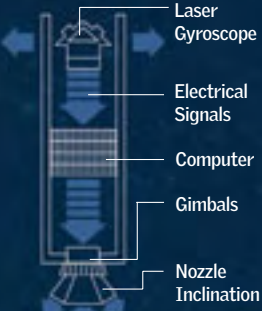 Laser
Gyroscope
Electrical
Signals
Computer
Gimbals
Nozzle
Inclination